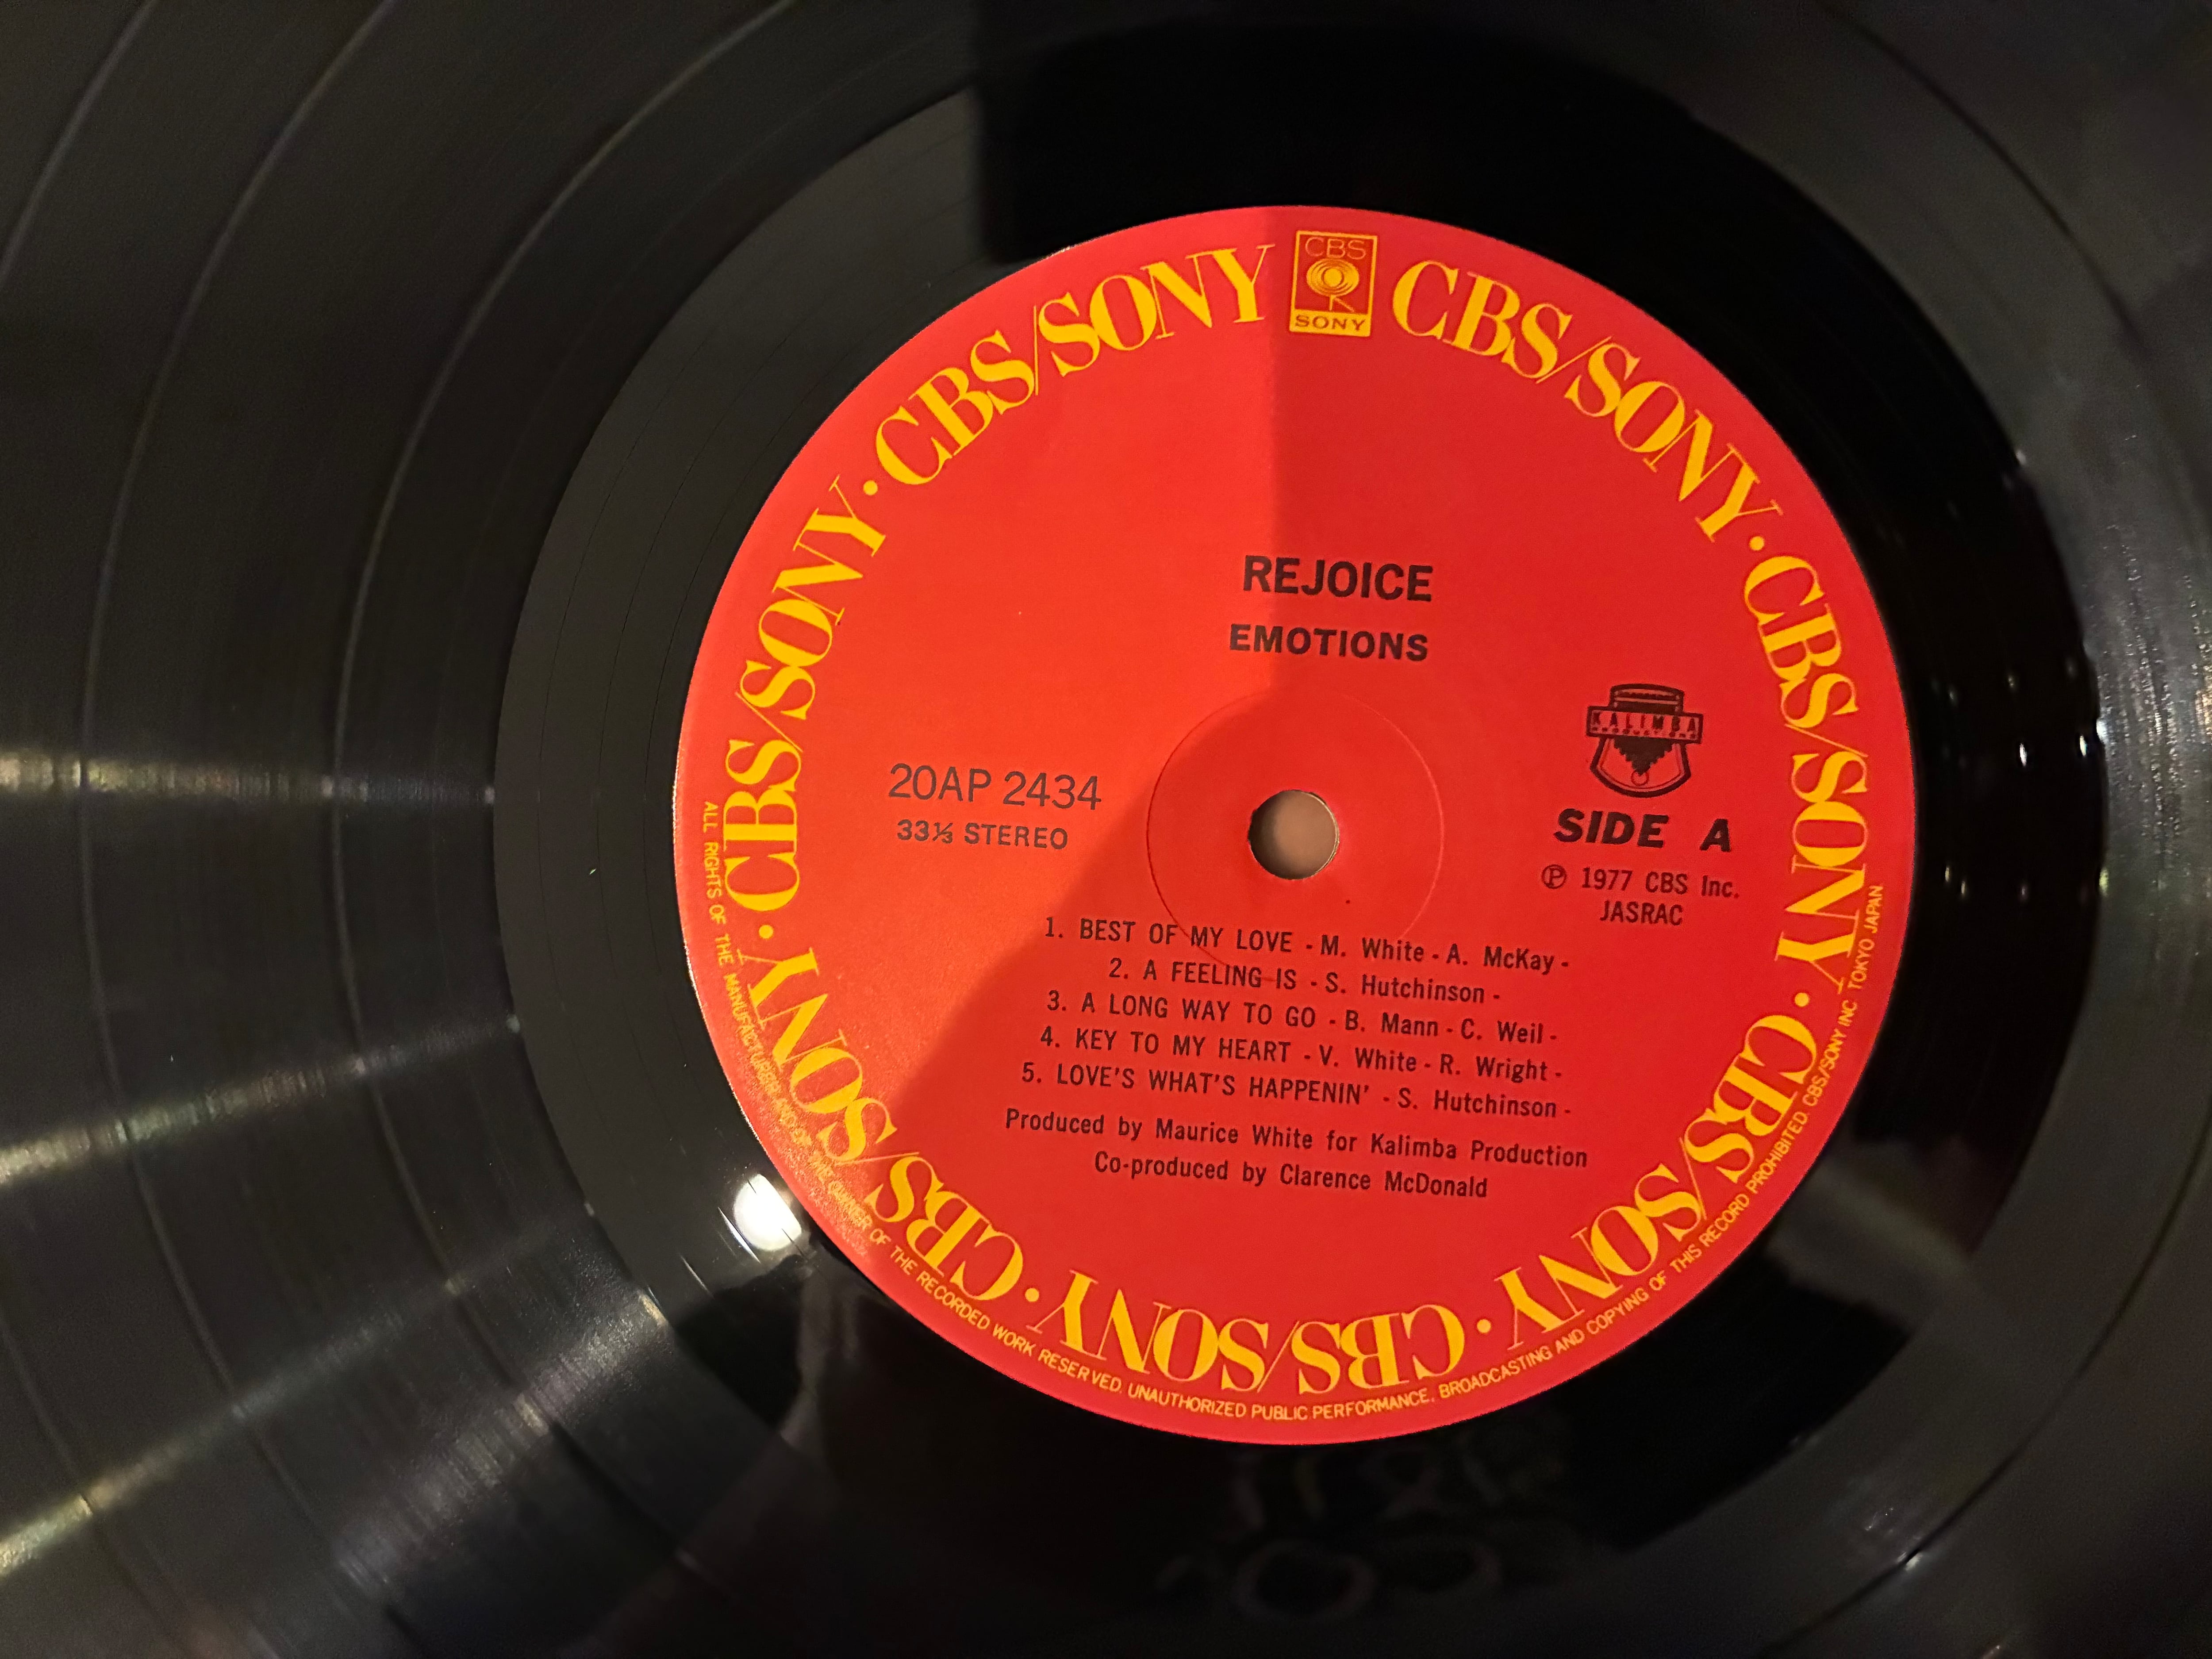 CBS
SONY
CBS/SONY · CBS/SONY · CBS/SONY · CBS/SONY · CBS/SONY · CBS/SONY · CBS/SONY · CBS/SONY
REJOICE
EMOTIONS
KALIMBA
PRODUCTIONS
20AP 2434
33⅓ STEREO
SIDE A
Ⓟ 1977 CBS Inc.
JASRAC
1. BEST OF MY LOVE - M. White - A. McKay -
2. A FEELING IS - S. Hutchinson -
3. A LONG WAY TO GO - B. Mann - C. Weil -
4. KEY TO MY HEART - V. White - R. Wright -
5. LOVE'S WHAT'S HAPPENIN' - S. Hutchinson -
Produced by Maurice White for Kalimba Production
Co-produced by Clarence McDonald
ALL RIGHTS OF THE MANUFACTURER AND OF THE OWNER OF THE RECORDED WORK RESERVED. UNAUTHORIZED PUBLIC PERFORMANCE, BROADCASTING AND COPYING OF THIS RECORD PROHIBITED. CBS/SONY INC TOKYO JAPAN